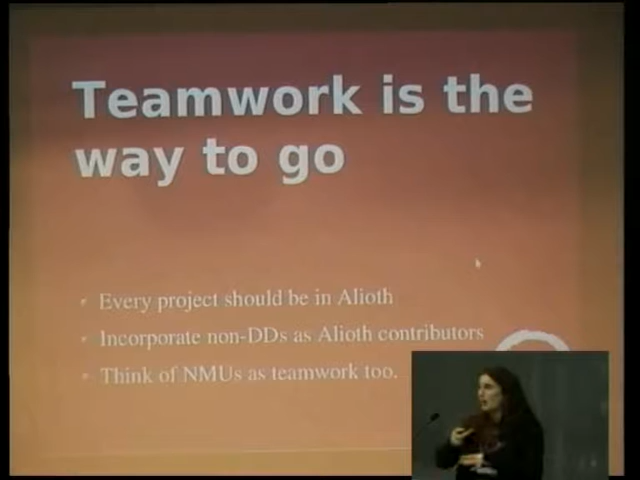 Teamwork is the
way to go
Every project should be in Alioth
Incorporate non-DDs as Alioth contributors
Think of NMUs as teamwork too.